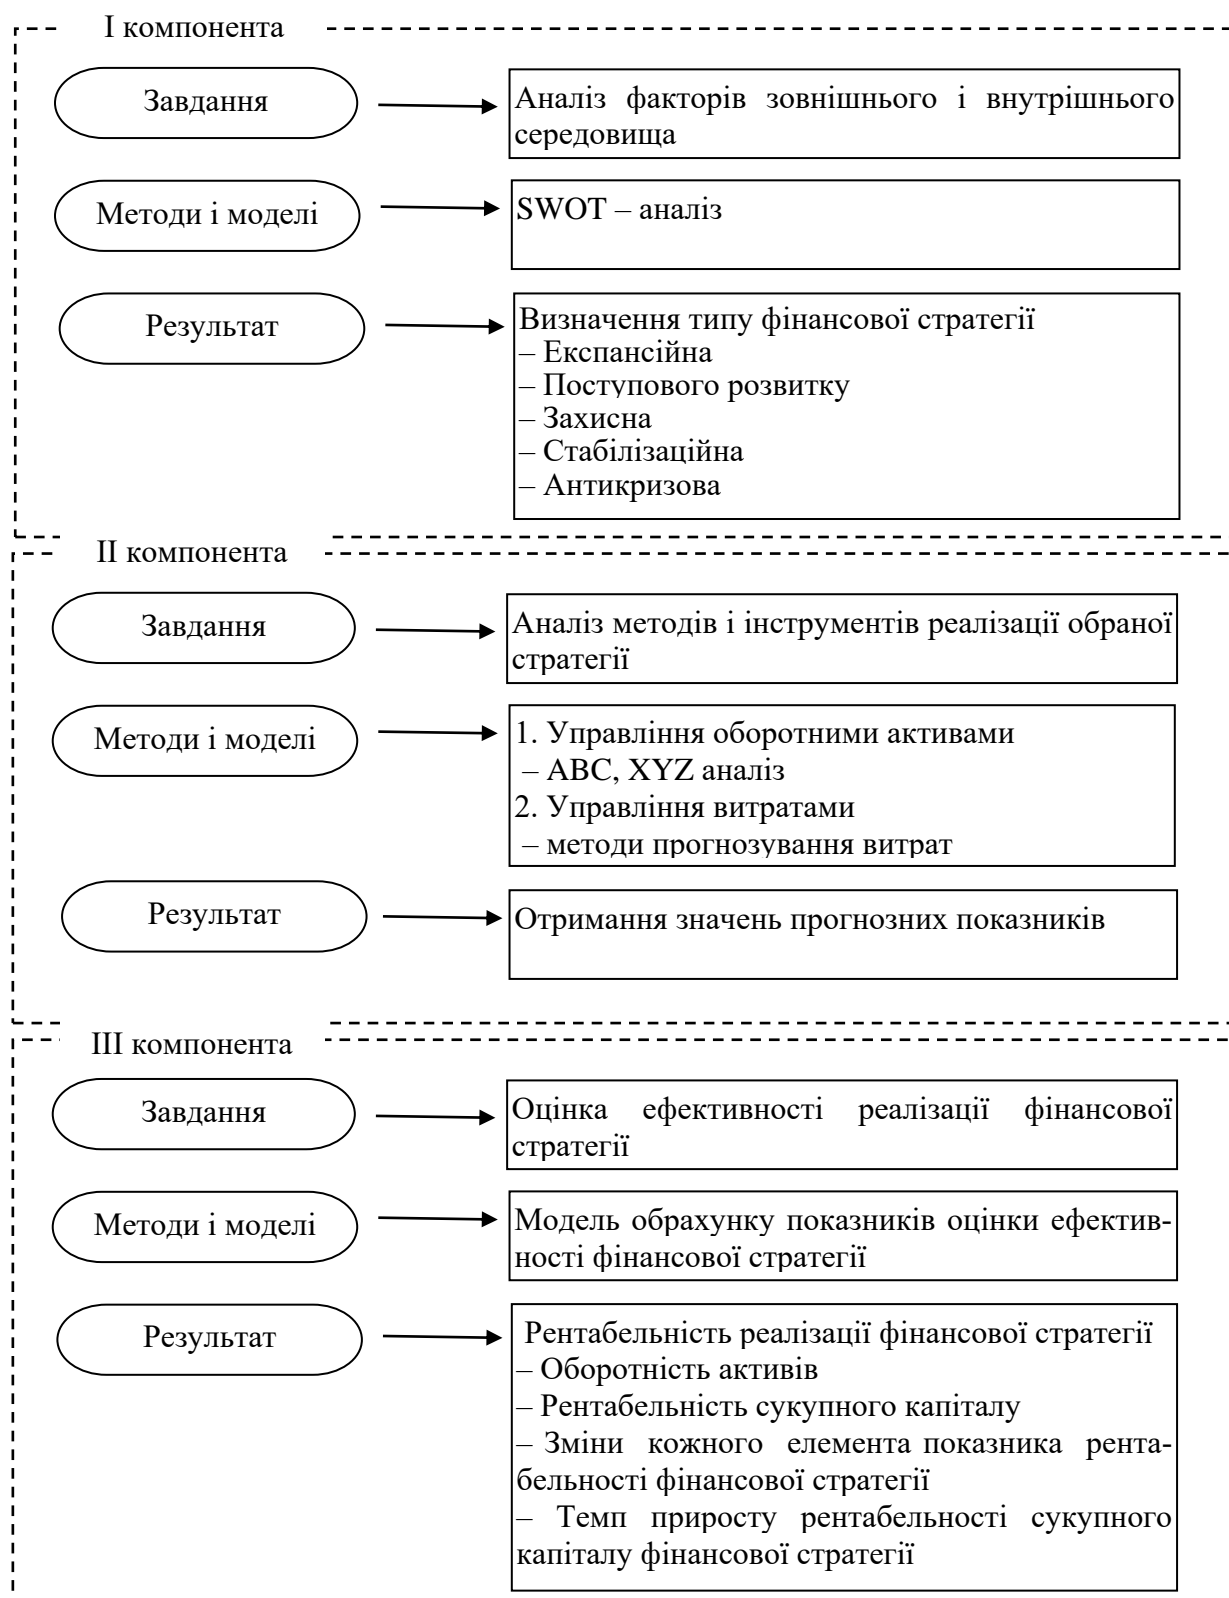 І компонента
Завдання
Аналіз факторів зовнішнього і внутрішнього
середовища
Методи і моделі
SWOT – аналіз
Результат
Визначення типу фінансової стратегії
– Експансійна
– Поступового розвитку
– Захисна
– Стабілізаційна
– Антикризова
ІІ компонента
Завдання
Аналіз методів і інструментів реалізації обраної
стратегії
Методи і моделі
1. Управління оборотними активами
– ABC, XYZ аналіз
2. Управління витратами
– методи прогнозування витрат
Результат
Отримання значень прогнозних показників
ІІІ компонента
Завдання
Оцінка ефективності реалізації фінансової
стратегії
Методи і моделі
Модель обрахунку показників оцінки ефектив-
ності фінансової стратегії
Результат
Рентабельність реалізації фінансової стратегії
– Оборотність активів
– Рентабельність сукупного капіталу
– Зміни кожного елемента показника рента-
бельності фінансової стратегії
– Темп приросту рентабельності сукупного
капіталу фінансової стратегії